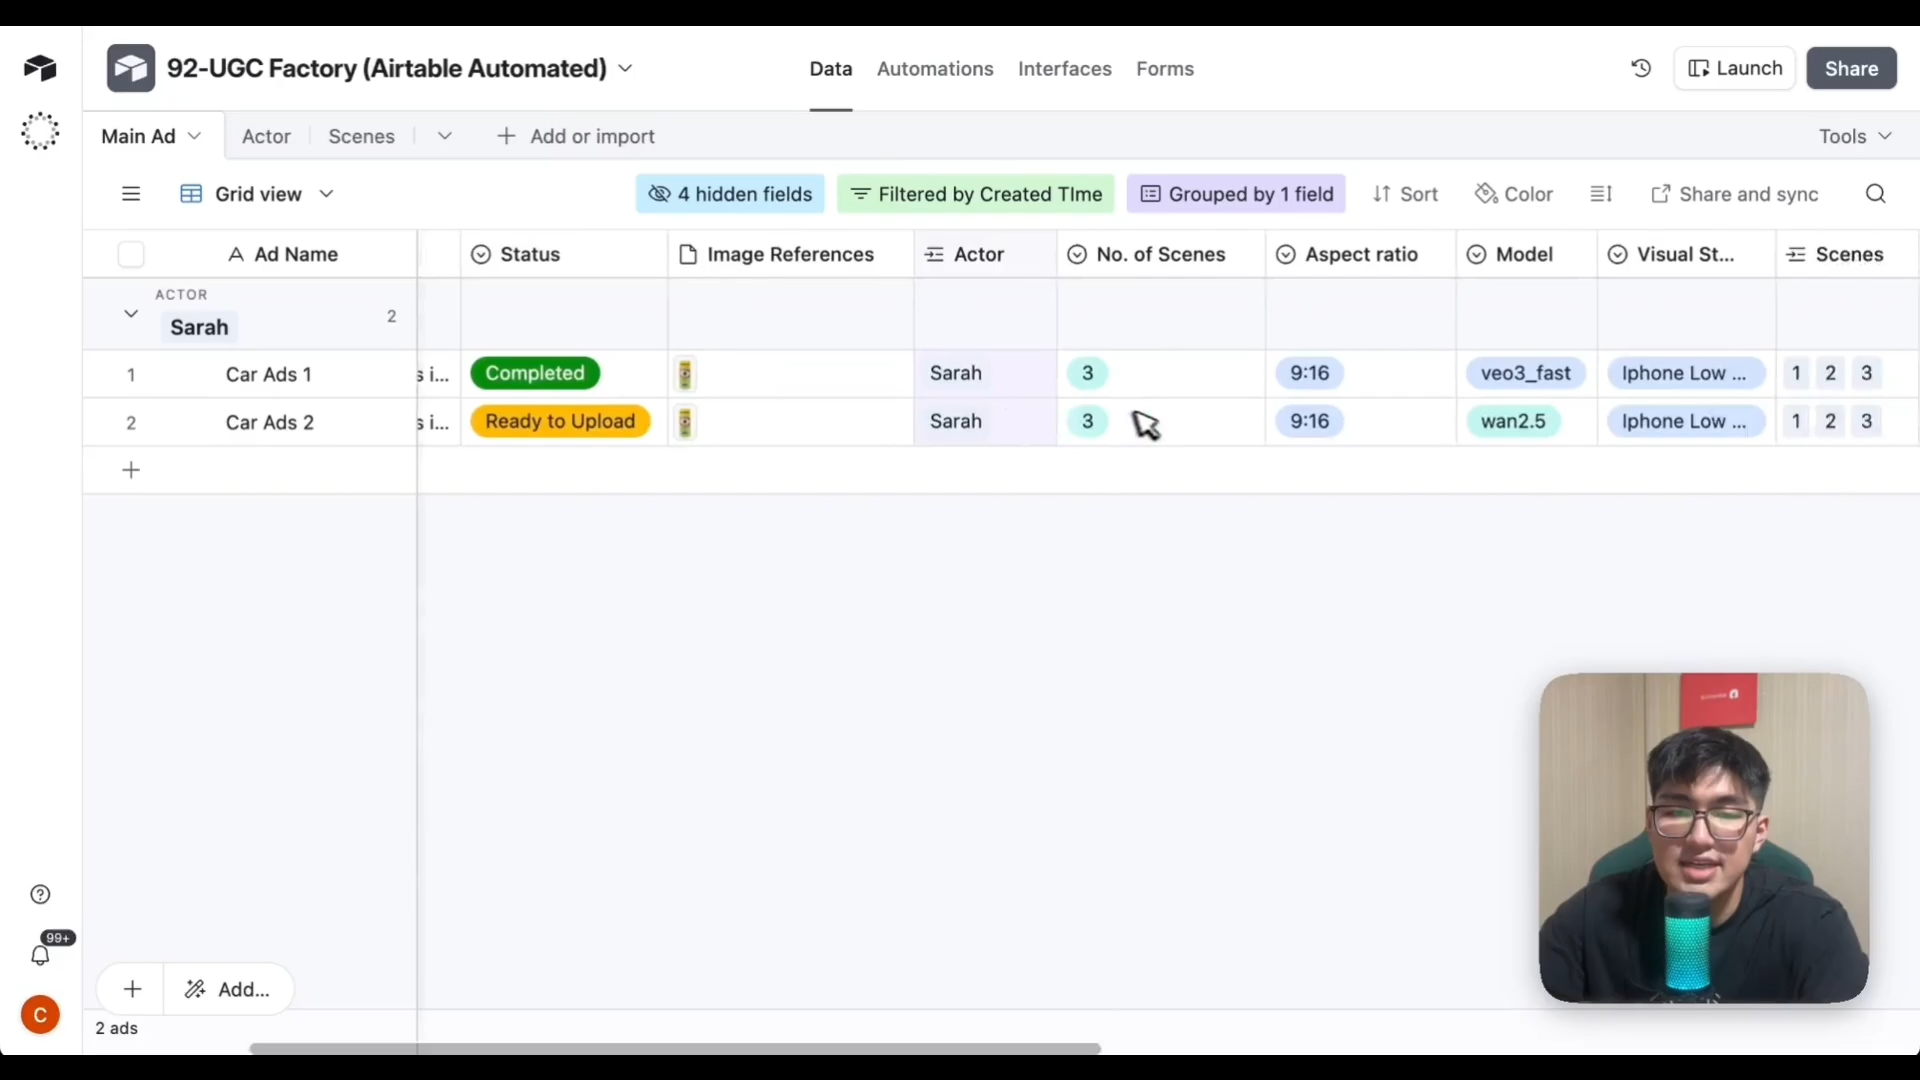 92-UGC Factory (Airtable Automated)
Data
Automations
Interfaces
Forms
Launch
Share
Main Ad
Actor
Scenes
Add or import
Tools
Grid view
4 hidden fields
Filtered by Created TIme
Grouped by 1 field
Sort
Color
Share and sync
Ad Name
Status
Image References
Actor
No. of Scenes
Aspect ratio
Model
Visual St...
Scenes
ACTOR
Sarah
2
1
Car Ads 1
s i...
Completed
Sarah
3
9:16
veo3_fast
Iphone Low ...
1 2 3
2
Car Ads 2
s i...
Ready to Upload
Sarah
3
9:16
wan2.5
Iphone Low ...
1 2 3
99+
C
Add...
2 ads